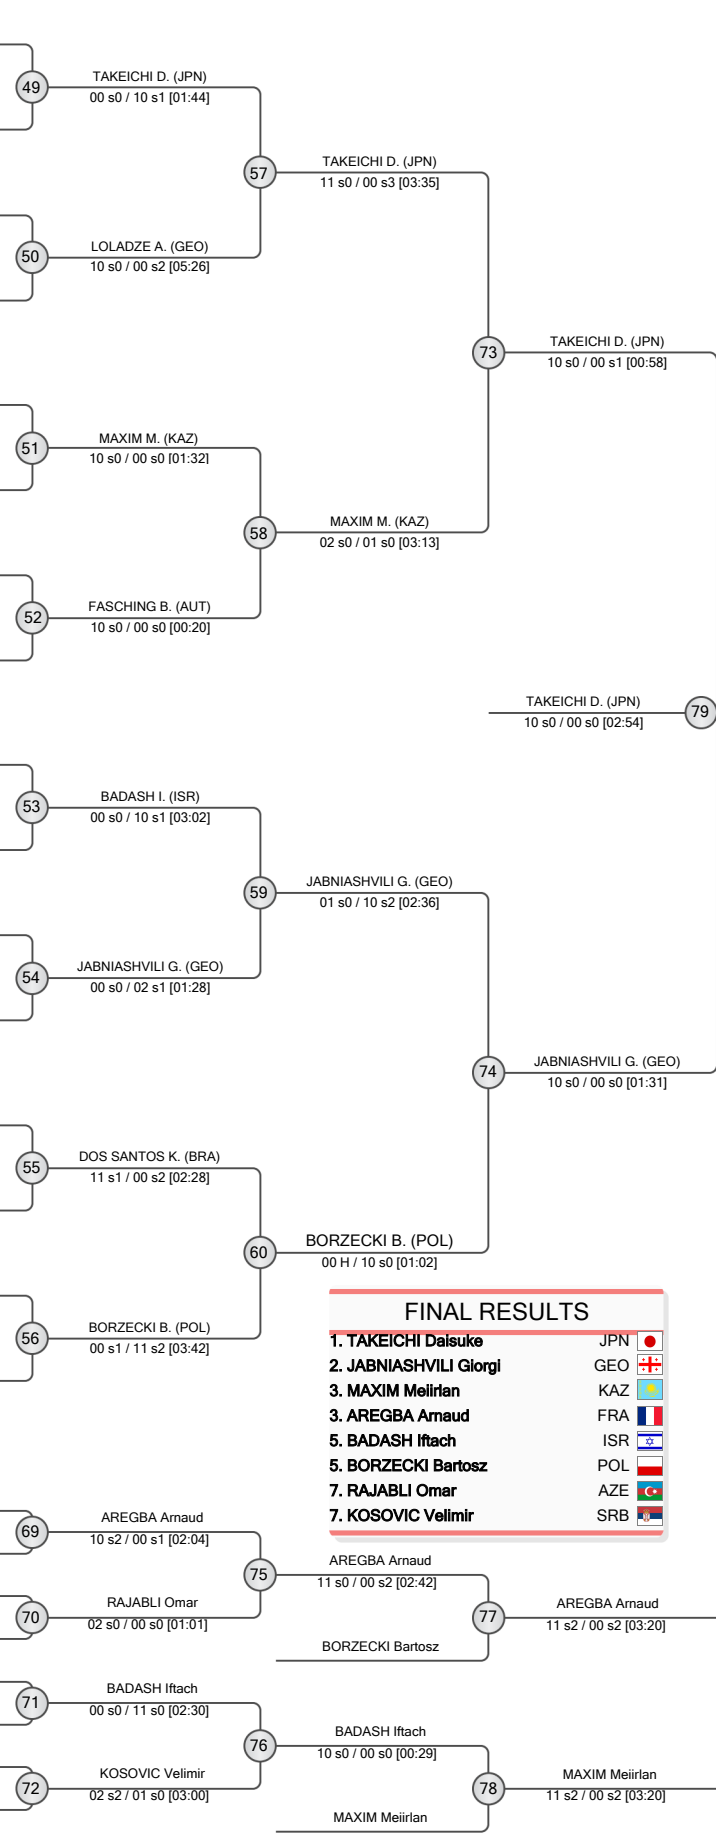 TAKEICHI D. (JPN)
49
00 s0 / 10 s1 [01:44]
TAKEICHI D. (JPN)
57
11 s0 / 00 s3 [03:35]
LOLADZE A. (GEO)
50
10 s0 / 00 s2 [05:26]
TAKEICHI D. (JPN)
73
10 s0 / 00 s1 [00:58]
MAXIM M. (KAZ)
51
10 s0 / 00 s0 [01:32]
MAXIM M. (KAZ)
58
02 s0 / 01 s0 [03:13]
FASCHING B. (AUT)
52
10 s0 / 00 s0 [00:20]
TAKEICHI D. (JPN)
79
10 s0 / 00 s0 [02:54]
BADASH I. (ISR)
53
00 s0 / 10 s1 [03:02]
JABNIASHVILI G. (GEO)
59
01 s0 / 10 s2 [02:36]
JABNIASHVILI G. (GEO)
54
00 s0 / 02 s1 [01:28]
JABNIASHVILI G. (GEO)
74
10 s0 / 00 s0 [01:31]
DOS SANTOS K. (BRA)
55
11 s1 / 00 s2 [02:28]
BORZECKI B. (POL)
60
00 H / 10 s0 [01:02]
BORZECKI B. (POL)
56
00 s1 / 11 s2 [03:42]
FINAL RESULTS
1. TAKEICHI Daisuke JPN
2. JABNIASHVILI Giorgi GEO
3. MAXIM Meiirlan KAZ
3. AREGBA Arnaud FRA
5. BADASH Iftach ISR
5. BORZECKI Bartosz POL
7. RAJABLI Omar AZE
7. KOSOVIC Velimir SRB
AREGBA Arnaud
69
10 s2 / 00 s1 [02:04]
AREGBA Arnaud
75
11 s0 / 00 s2 [02:42]
RAJABLI Omar
70
02 s0 / 00 s0 [01:01]
AREGBA Arnaud
77
11 s2 / 00 s2 [03:20]
BORZECKI Bartosz
BADASH Iftach
71
00 s0 / 11 s0 [02:30]
BADASH Iftach
76
10 s0 / 00 s0 [00:29]
KOSOVIC Velimir
72
02 s2 / 01 s0 [03:00]
MAXIM Meiirlan
78
11 s2 / 00 s2 [03:20]
MAXIM Meiirlan